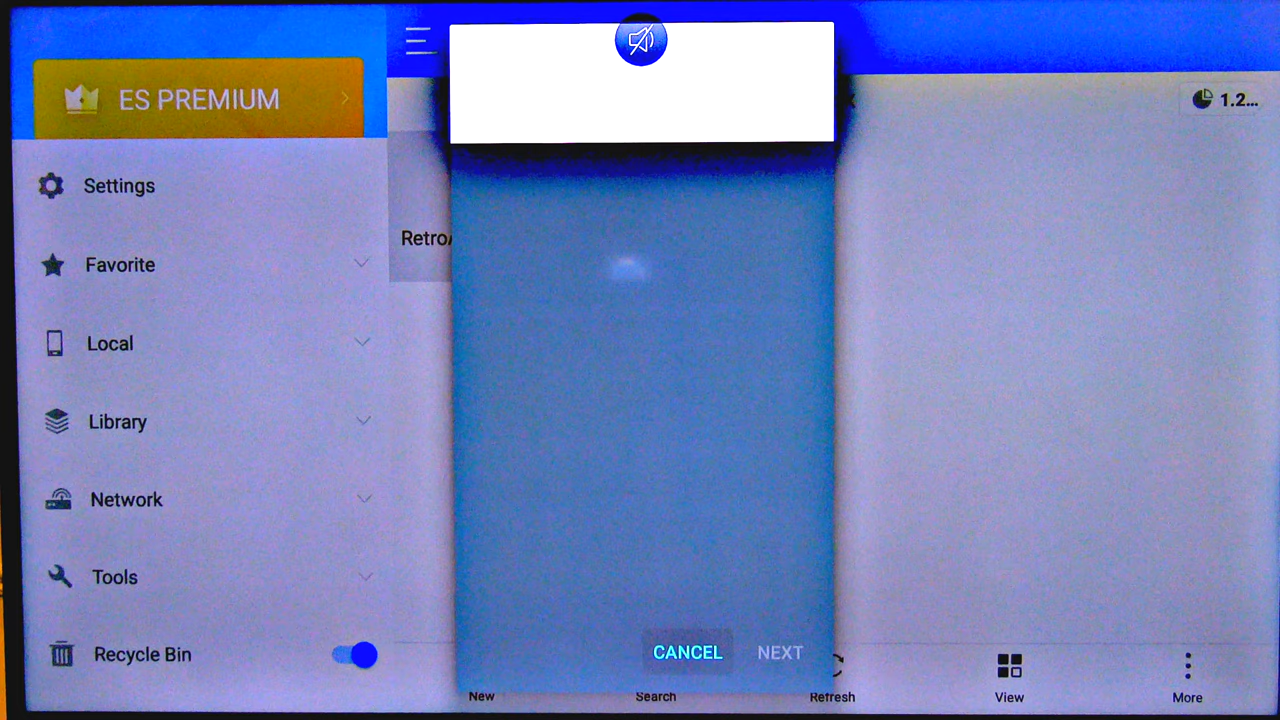 ES PREMIUM
1.2...
Settings
Retro
Favorite
Local
Library
Network
Tools
Recycle Bin
CANCEL NEXT
New Search Refresh View More